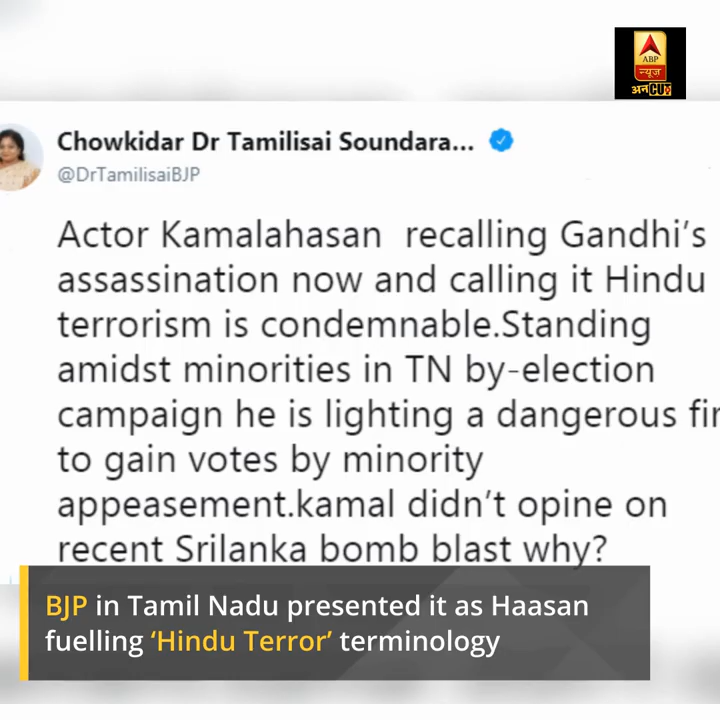 ABP
न्यूज़
अनCUट
Chowkidar Dr Tamilisai Soundara...
@DrTamilisaiBJP
Actor Kamalahasan recalling Gandhi's
assassination now and calling it Hindu
terrorism is condemnable.Standing
amidst minorities in TN by-election
campaign he is lighting a dangerous fir
to gain votes by minority
appeasement.kamal didn't opine on
recent Srilanka bomb blast why?
BJP in Tamil Nadu presented it as Haasan
fuelling ‘Hindu Terror’ terminology